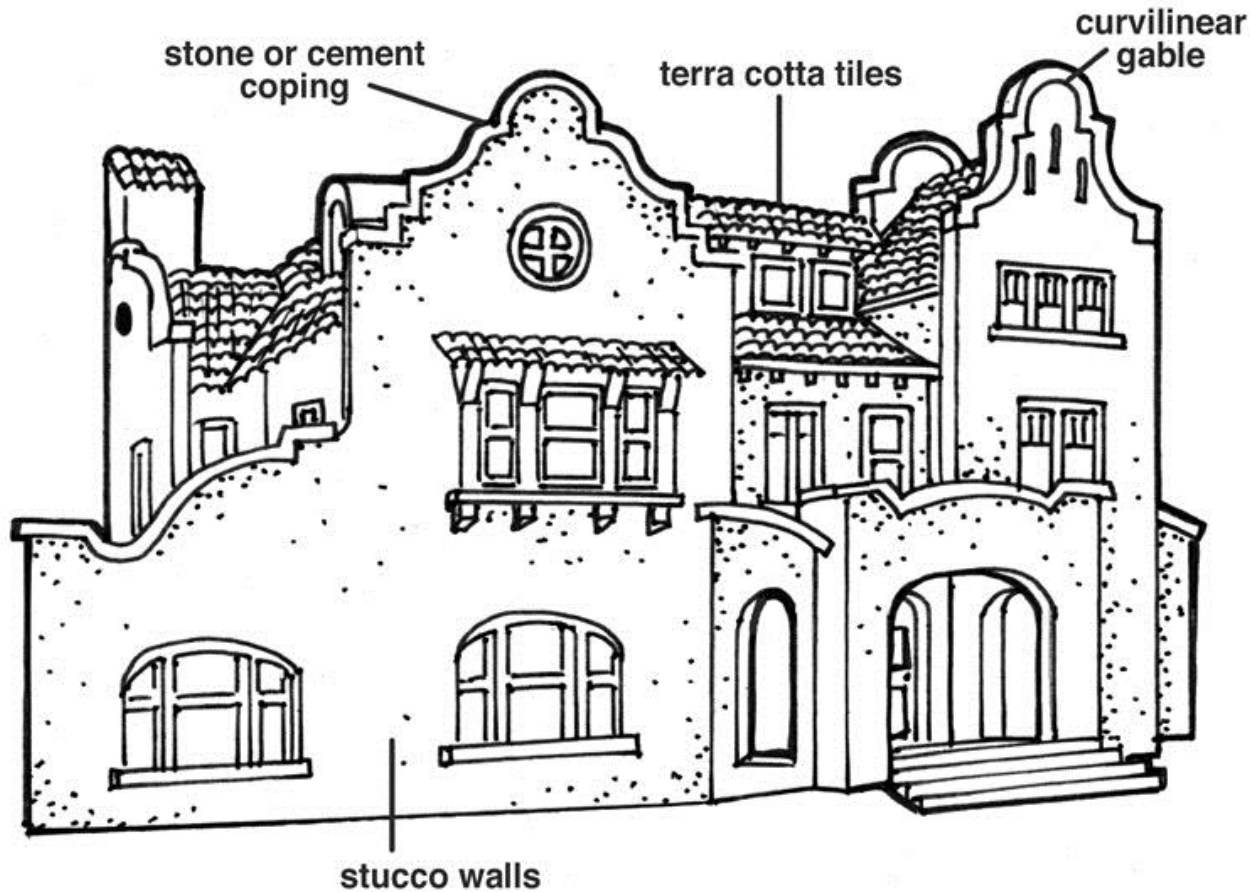 curvilinear
gable
stone or cement
coping
terra cotta tiles
stucco walls